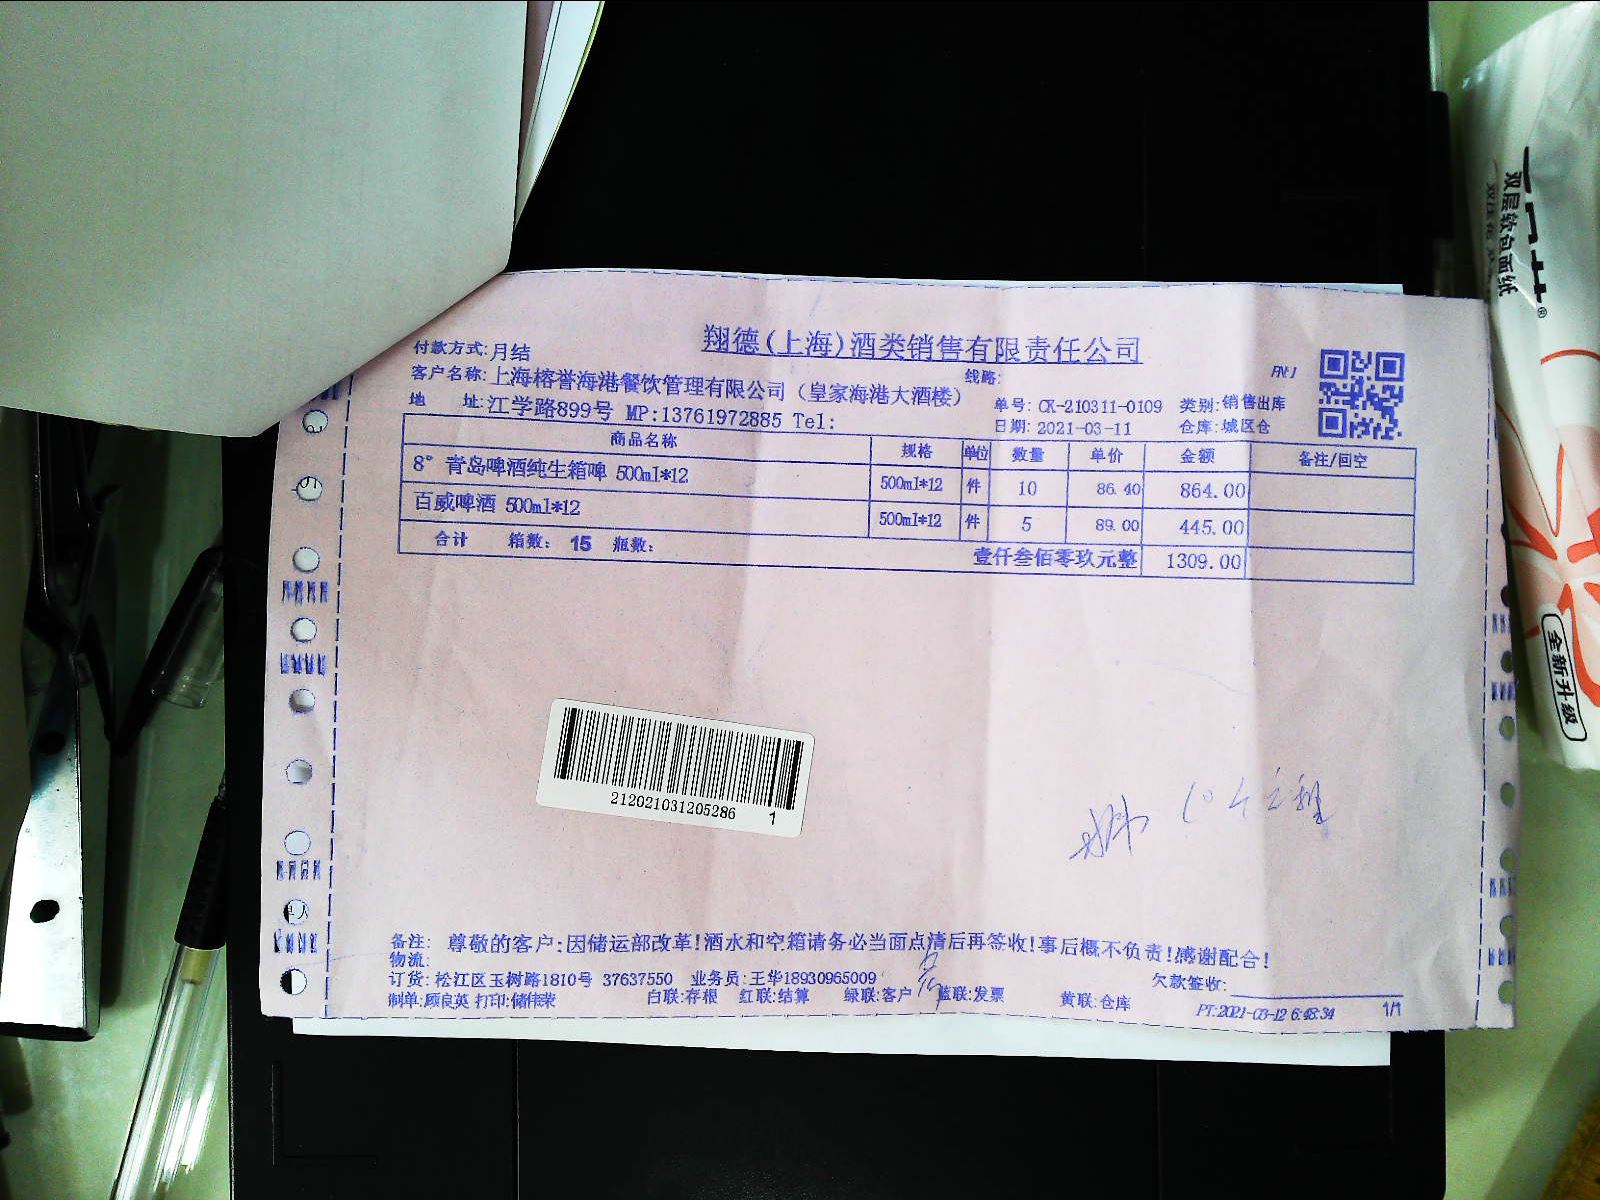 翔德(上海)酒类销售有限责任公司
付款方式:月结
客户名称:上海榕誉海港餐饮管理有限公司（皇家海港大酒楼） 线路:
地 址:江学路899号 MP:13761972885 Tel:
单号: CK-210311-0109 类别:销售出库
日期: 2021-03-11 仓库:城区仓
商品名称 规格 单位 数量 单价 金额 备注/回空
8° 青岛啤酒纯生箱啤 500ml*12 500ml*12 件 10 86.40 864.00
百威啤酒 500ml*12 500ml*12 件 5 89.00 445.00
合计 箱数: 15 瓶数: 壹仟叁佰零玖元整 1309.00
212021031205286 1
备注: 尊敬的客户:因储运部改革!酒水和空箱请务必当面点清后再签收!事后概不负责!感谢配合!
物流:
订货: 松江区玉树路1810号 37637550 业务员:王华18930965009 欠款签收:
制单:顾良英 打印:储伟荣 白联:存根 红联:结算 绿联:客户 蓝联:发票 黄联:仓库 PT:2021-03-12 6:48:34 1/1
双层软包面纸
全新升级